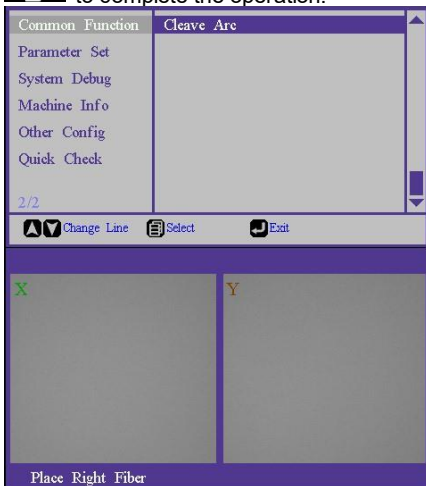 to complete the operation.
Common Function Cleave Arc
Parameter Set
System Debug
Machine Info
Other Config
Quick Check
2/2
Change Line Select Exit
X Y
Place Right Fiber